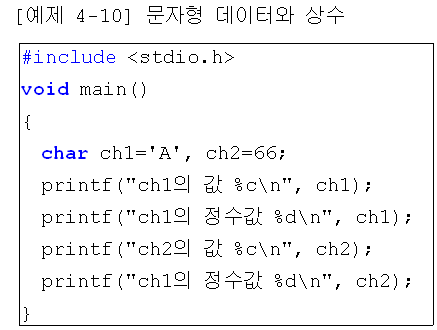 [예제 4-10] 문자형 데이터와 상수
#include <stdio.h>
void main()
{
char ch1='A', ch2=66;
printf("ch1의 값 %c\n", ch1);
printf("ch1의 정수값 %d\n", ch1);
printf("ch2의 값 %c\n", ch2);
printf("ch1의 정수값 %d\n", ch2);
}